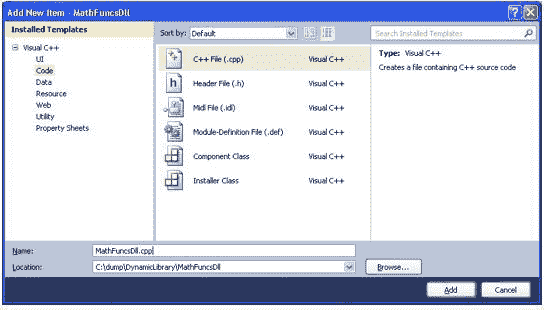 Add New Item - MathFuncsDll
Installed Templates
Visual C++
UI
Code
Data
Resource
Web
Utility
Property Sheets
Sort by: Default
C++ File (.cpp) Visual C++
Header File (.h) Visual C++
Midl File (.idl) Visual C++
Module-Definition File (.def) Visual C++
Component Class Visual C++
Installer Class Visual C++
Search Installed Templates
Type: Visual C++
Creates a file containing C++ source code
Name: MathFuncsDll.cpp
Location: C:\dump\DynamicLibrary\MathFuncsDll
Browse...
Add Cancel